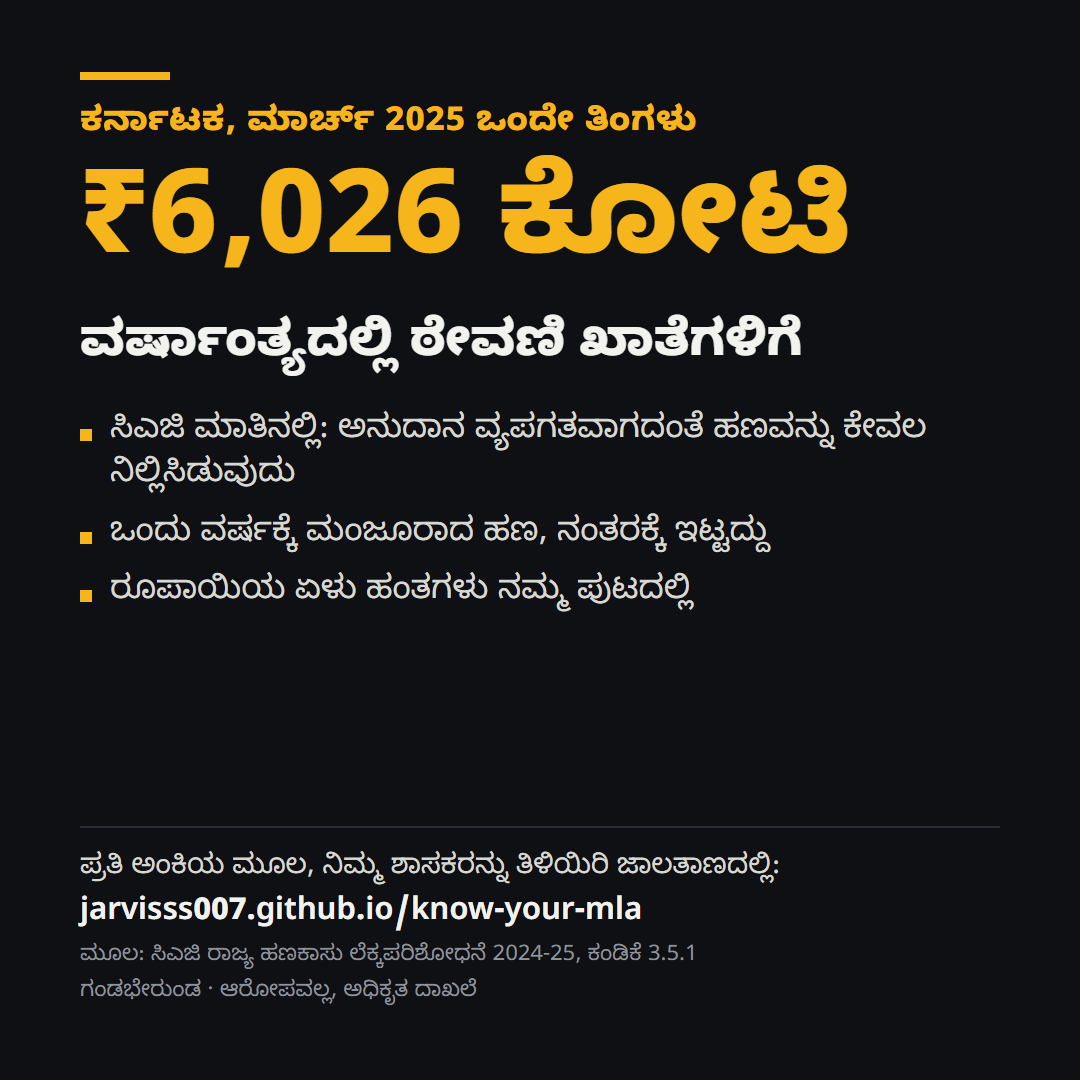 ಕರ್ನಾಟಕ, ಮಾರ್ಚ್ 2025 ಒಂದೇ ತಿಂಗಳು
₹6,026 ಕೋಟಿ
ವರ್ಷಾಂತ್ಯದಲ್ಲಿ ಠೇವಣಿ ಖಾತೆಗಳಿಗೆ
ಸಿಎಜಿ ಮಾತಿನಲ್ಲಿ: ಅನುದಾನ ವ್ಯಪಗತವಾಗದಂತೆ ಹಣವನ್ನು ಕೇವಲ
ನಿಲ್ಲಿಸಿಡುವುದು
ಒಂದು ವರ್ಷಕ್ಕೆ ಮಂಜೂರಾದ ಹಣ, ನಂತರಕ್ಕೆ ಇಟ್ಟದ್ದು
ರೂಪಾಯಿಯ ಏಳು ಹಂತಗಳು ನಮ್ಮ ಪುಟದಲ್ಲಿ
ಪ್ರತಿ ಅಂಕಿಯ ಮೂಲ, ನಿಮ್ಮ ಶಾಸಕರನ್ನು ತಿಳಿಯಿರಿ ಜಾಲತಾಣದಲ್ಲಿ:
jarvisss007.github.io/know-your-mla
ಮೂಲ: ಸಿಎಜಿ ರಾಜ್ಯ ಹಣಕಾಸು ಲೆಕ್ಕಪರಿಶೋಧನೆ 2024-25, ಕಂಡಿಕೆ 3.5.1
ಗಂಡಭೇರುಂಡ · ಆರೋಪವಲ್ಲ, ಅಧಿಕೃತ ದಾಖಲೆ